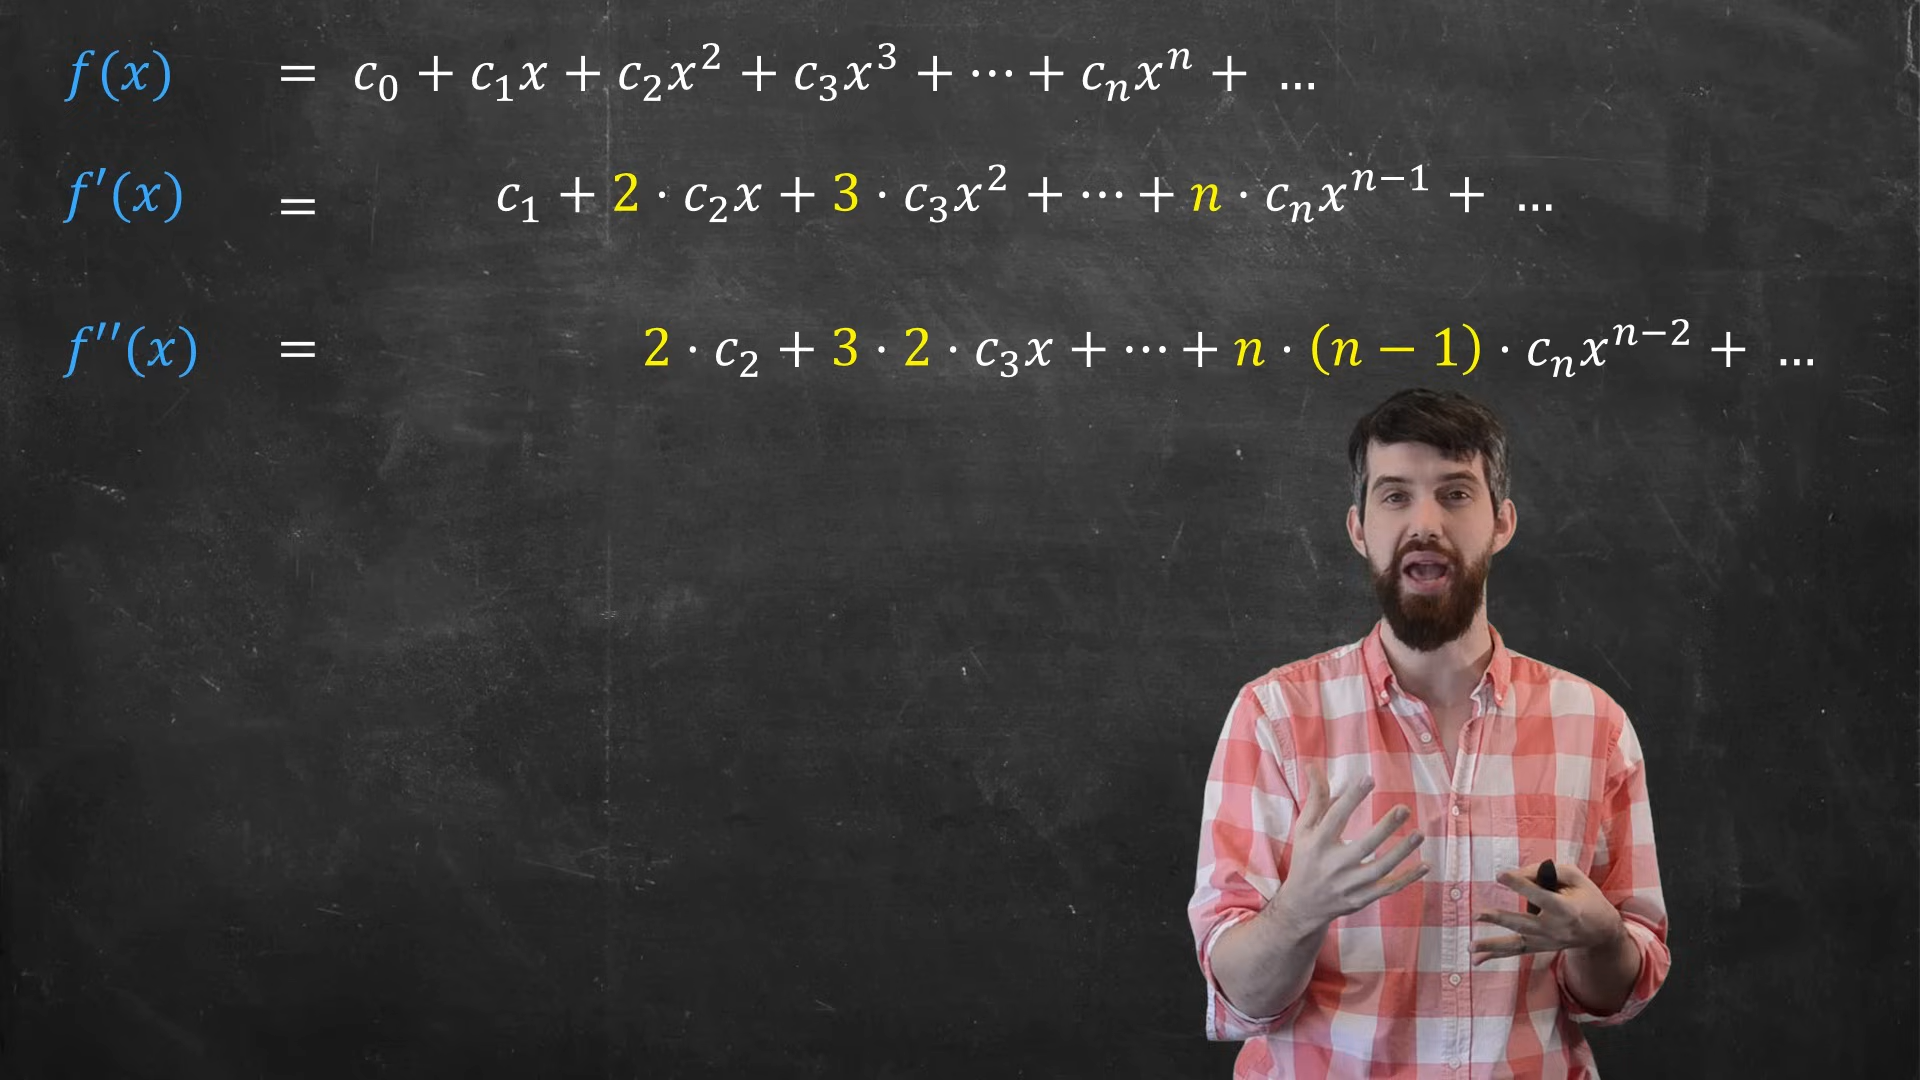 f(x) = c₀ + c₁x + c₂x² + c₃x³ + ⋯ + cₙxⁿ + …
f′(x) = c₁ + 2 · c₂x + 3 · c₃x² + ⋯ + n · cₙxⁿ⁻¹ + …
f′′(x) = 2 · c₂ + 3 · 2 · c₃x + ⋯ + n · (n − 1) · cₙxⁿ⁻² + …